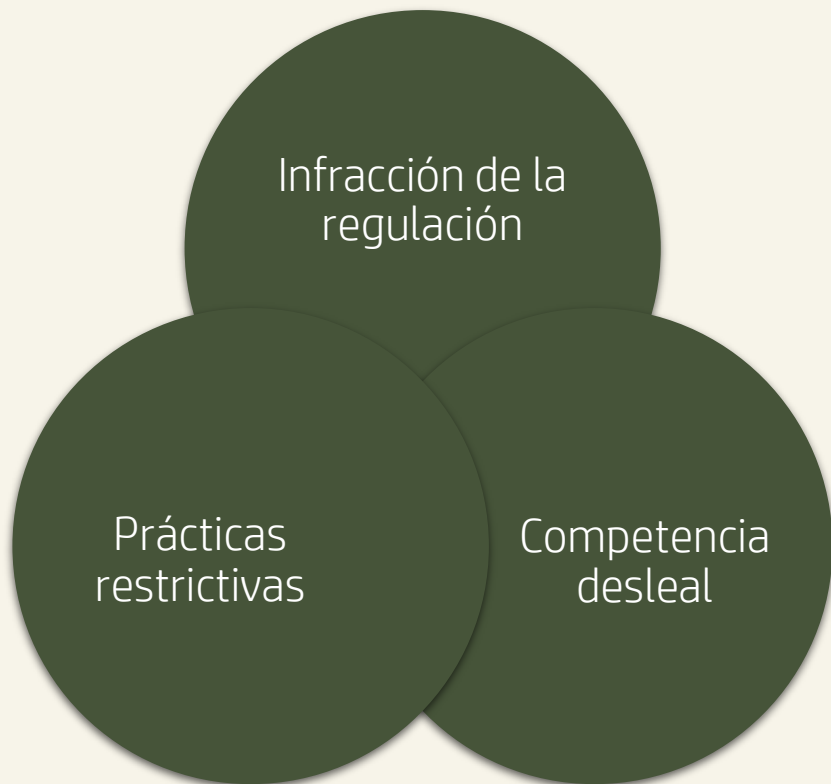 Infracción de la
regulación
Prácticas
restrictivas
Competencia
desleal